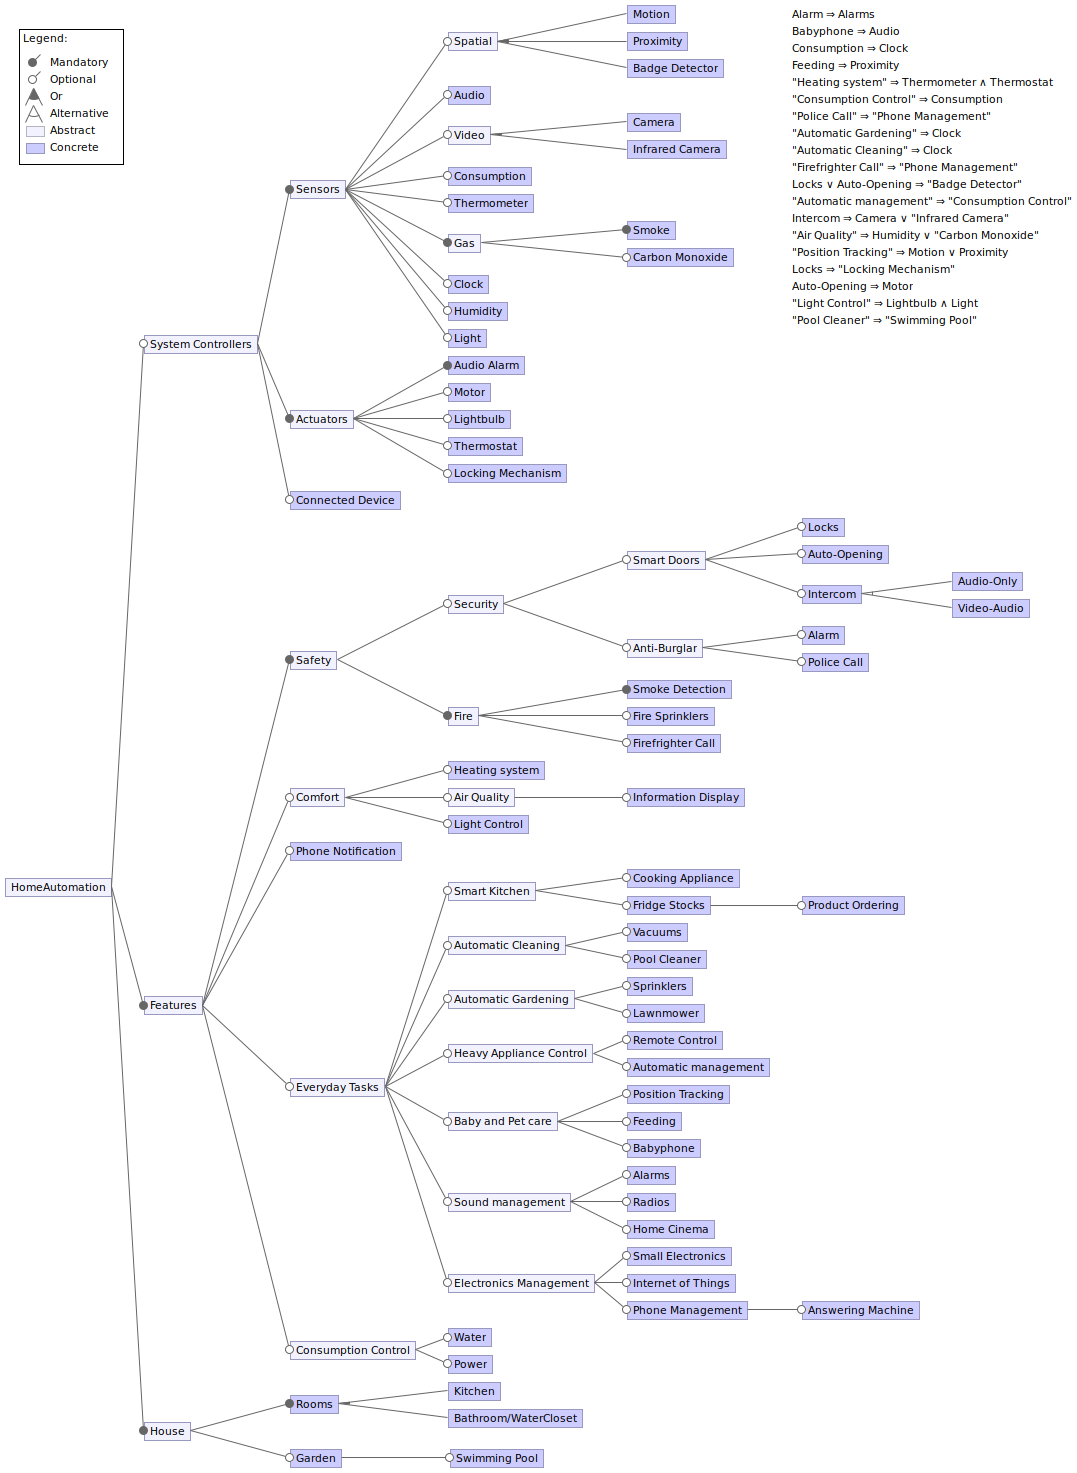 Legend:
Mandatory
Optional
Or
Alternative
Abstract
Concrete
Alarm ⇒ Alarms
Babyphone ⇒ Audio
Consumption ⇒ Clock
Feeding ⇒ Proximity
"Heating system" ⇒ Thermometer ∧ Thermostat
"Consumption Control" ⇒ Consumption
"Police Call" ⇒ "Phone Management"
"Automatic Gardening" ⇒ Clock
"Automatic Cleaning" ⇒ Clock
"Firefrighter Call" ⇒ "Phone Management"
Locks ∨ Auto-Opening ⇒ "Badge Detector"
"Automatic management" ⇒ "Consumption Control"
Intercom ⇒ Camera ∨ "Infrared Camera"
"Air Quality" ⇒ Humidity ∨ "Carbon Monoxide"
"Position Tracking" ⇒ Motion ∨ Proximity
Locks ⇒ "Locking Mechanism"
Auto-Opening ⇒ Motor
"Light Control" ⇒ Lightbulb ∧ Light
"Pool Cleaner" ⇒ "Swimming Pool"
HomeAutomation
System Controllers
Sensors
Spatial
Motion
Proximity
Badge Detector
Audio
Video
Camera
Infrared Camera
Consumption
Thermometer
Gas
Smoke
Carbon Monoxide
Clock
Humidity
Light
Actuators
Audio Alarm
Motor
Lightbulb
Thermostat
Locking Mechanism
Connected Device
Features
Safety
Security
Smart Doors
Locks
Auto-Opening
Intercom
Audio-Only
Video-Audio
Anti-Burglar
Alarm
Police Call
Fire
Smoke Detection
Fire Sprinklers
Firefrighter Call
Comfort
Heating system
Air Quality
Information Display
Light Control
Phone Notification
Everyday Tasks
Smart Kitchen
Cooking Appliance
Fridge Stocks
Product Ordering
Automatic Cleaning
Vacuums
Pool Cleaner
Automatic Gardening
Sprinklers
Lawnmower
Heavy Appliance Control
Remote Control
Automatic management
Baby and Pet care
Position Tracking
Feeding
Babyphone
Sound management
Alarms
Radios
Home Cinema
Electronics Management
Small Electronics
Internet of Things
Phone Management
Answering Machine
Consumption Control
Water
Power
House
Rooms
Kitchen
Bathroom/WaterCloset
Garden
Swimming Pool